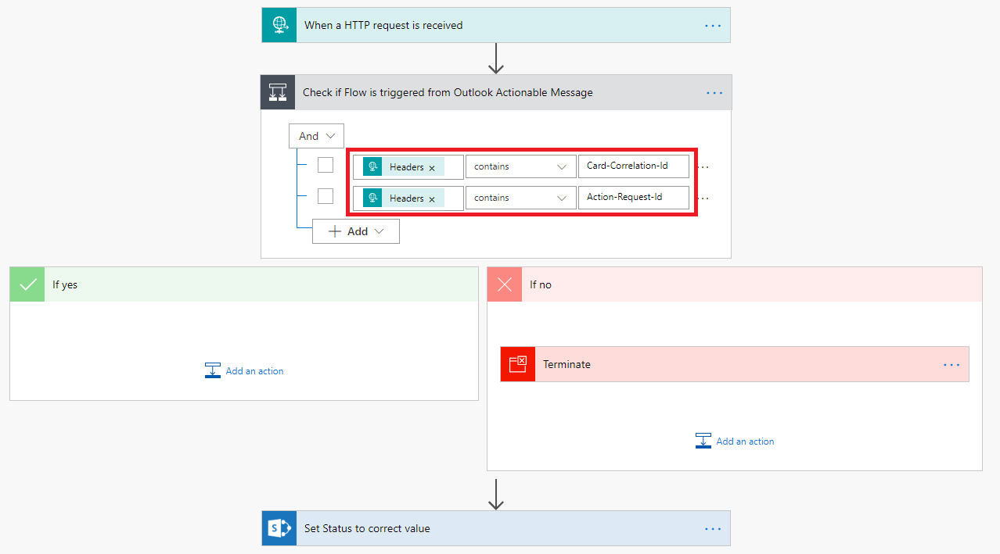 When a HTTP request is received
Check if Flow is triggered from Outlook Actionable Message
And
Headers contains Card-Correlation-Id
Headers contains Action-Request-Id
Add
If yes
If no
Terminate
Add an action
Add an action
S
Set Status to correct value